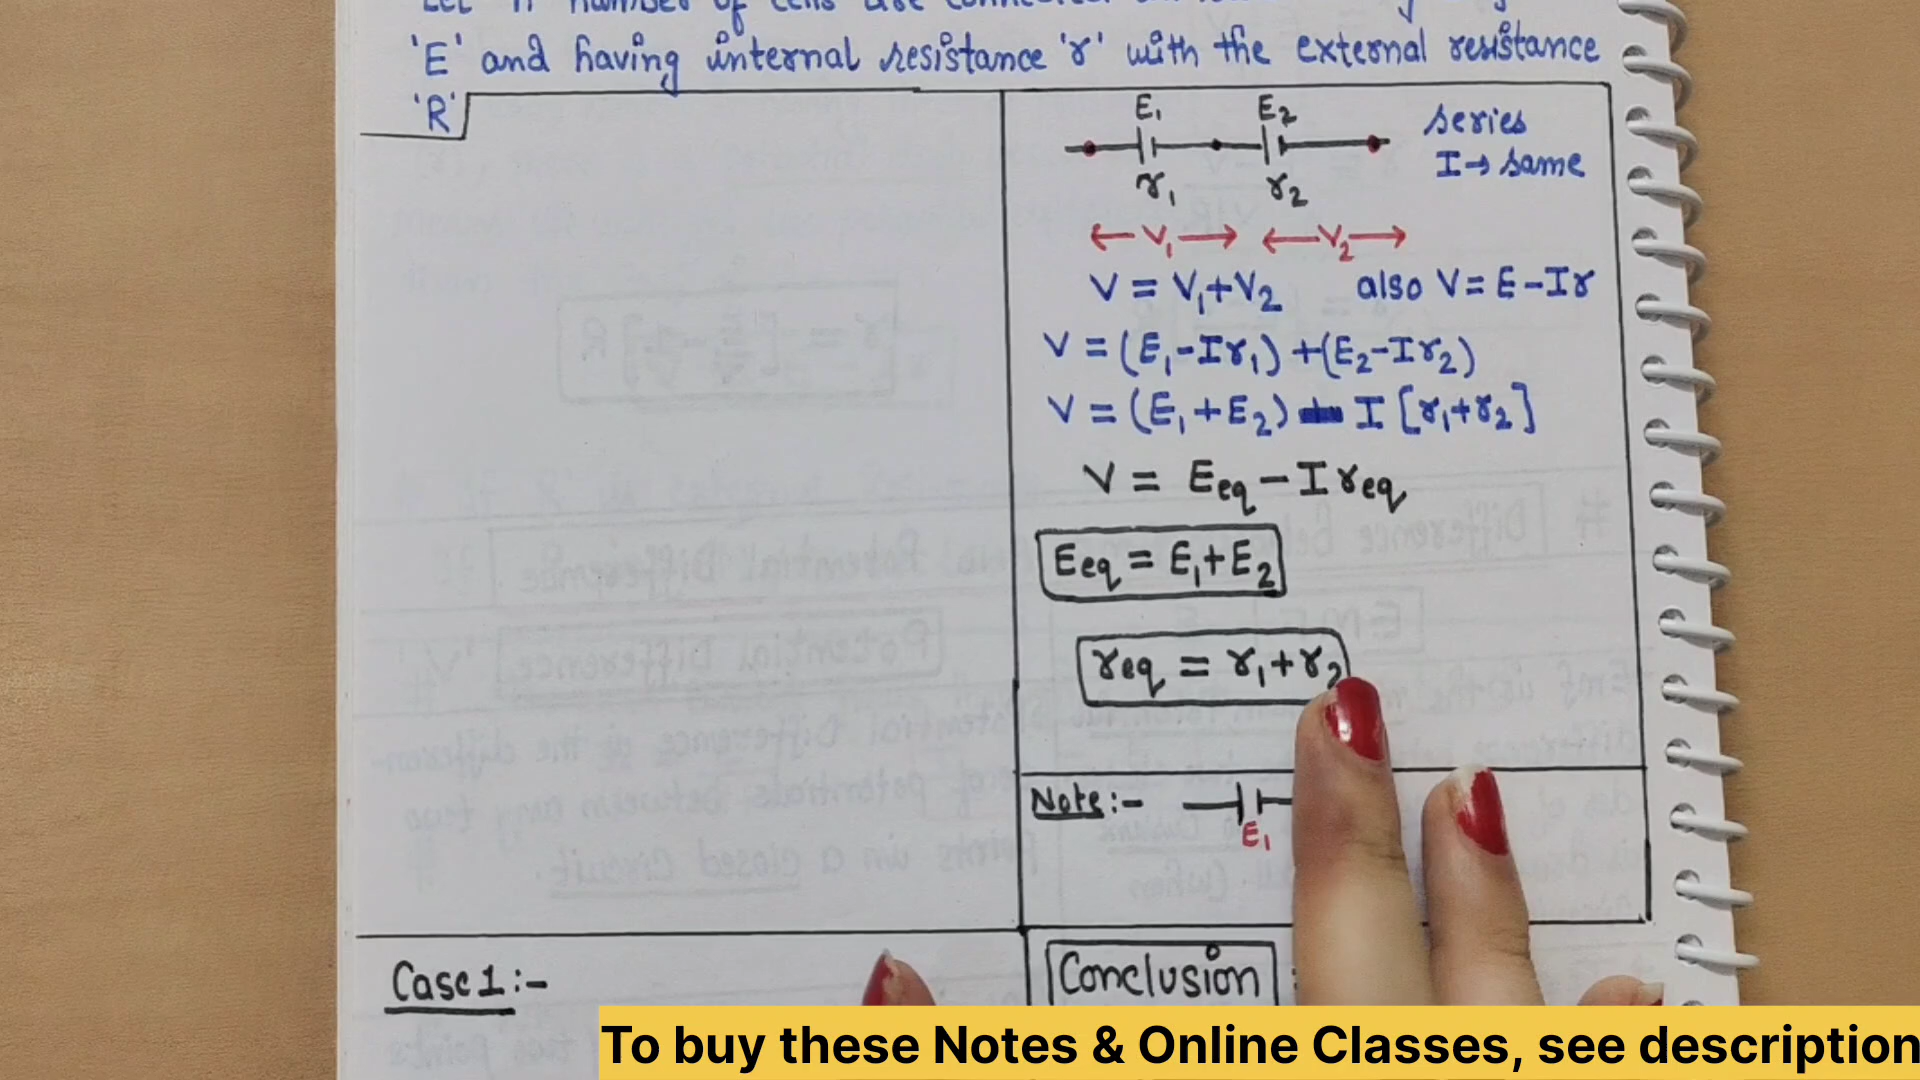 'E' and having internal resistance 'r' with the external resistance
'R'
E₁ E₂
r₁ r₂
series
I → same
← V₁ → ← V₂ →
V = V₁+V₂ also V = E - Ir
V = (E₁-Ir₁) + (E₂-Ir₂)
V = (E₁+E₂) - I [r₁+r₂]
V = Eeq - I req
Eeq = E₁+E₂
req = r₁+r₂
Note:-
E₁
Case 1:-
Conclusion :
To buy these Notes & Online Classes, see description